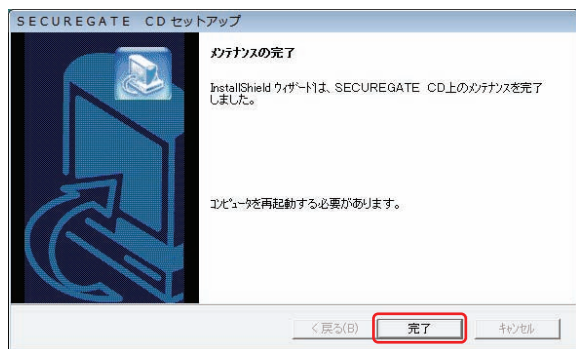 SECUREGATE CD セットアップ
ﾒﾝﾃﾅﾝｽの完了
InstallShield ｳｨｻﾞｰﾄﾞは、SECUREGATE CD上のﾒﾝﾃﾅﾝｽを完了
しました。
ｺﾝﾋﾟｭｰﾀを再起動する必要があります。
< 戻る(B)
完了
ｷｬﾝｾﾙ